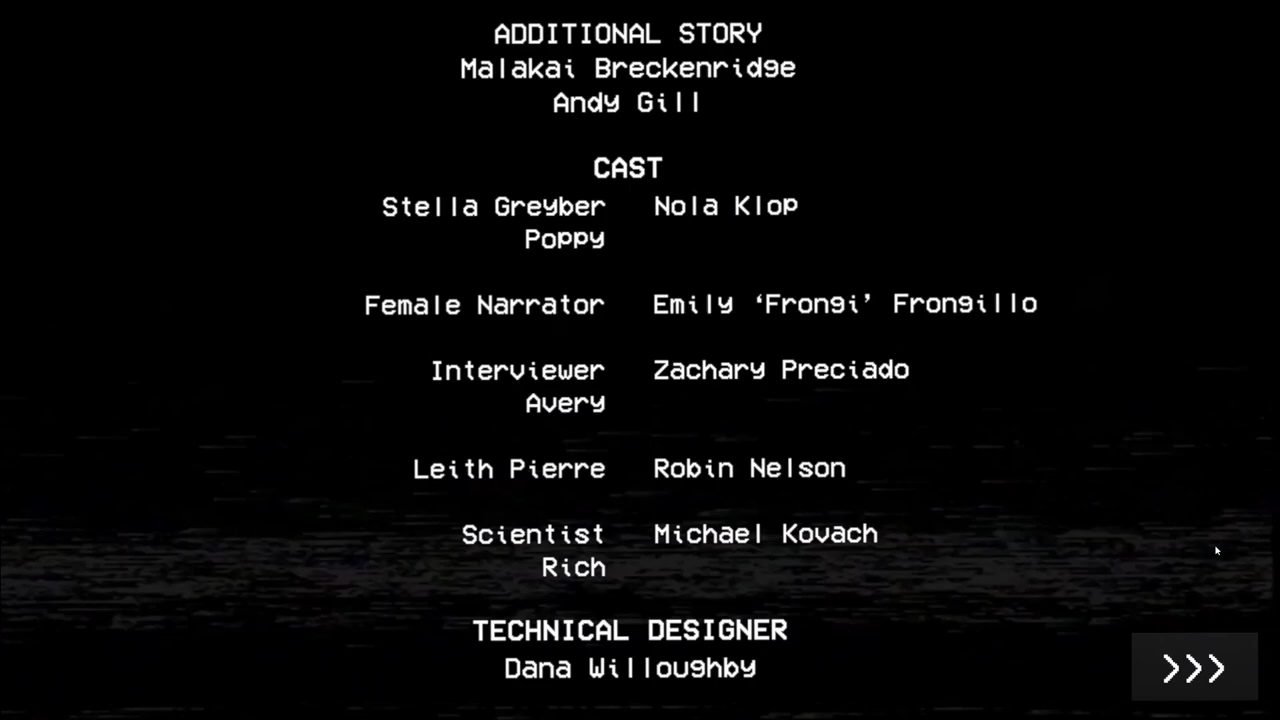 ADDITIONAL STORY
Malakai Breckenridge
Andy Gill
CAST
Stella Greyber Nola Klop
Poppy
Female Narrator Emily ‘Frongi’ Frongillo
Interviewer Zachary Preciado
Avery
Leith Pierre Robin Nelson
Scientist Michael Kovach
Rich
TECHNICAL DESIGNER
Dana Willoughby
>>>